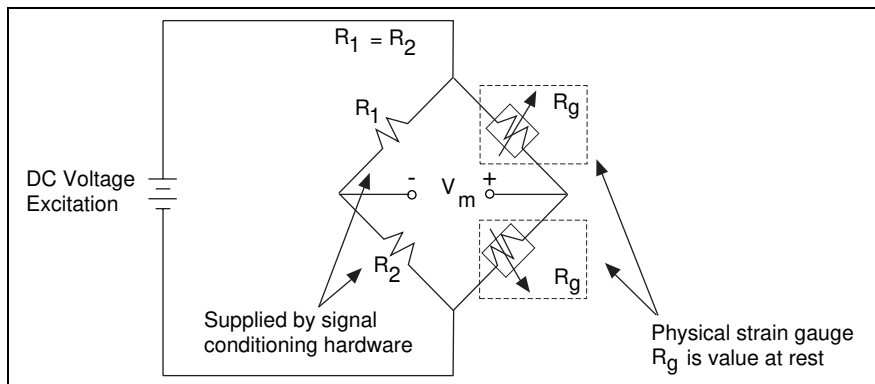 R1 = R2
R1
Rg
DC Voltage
Excitation
- Vm +
R2
Rg
Supplied by signal
conditioning hardware
Physical strain gauge
Rg is value at rest